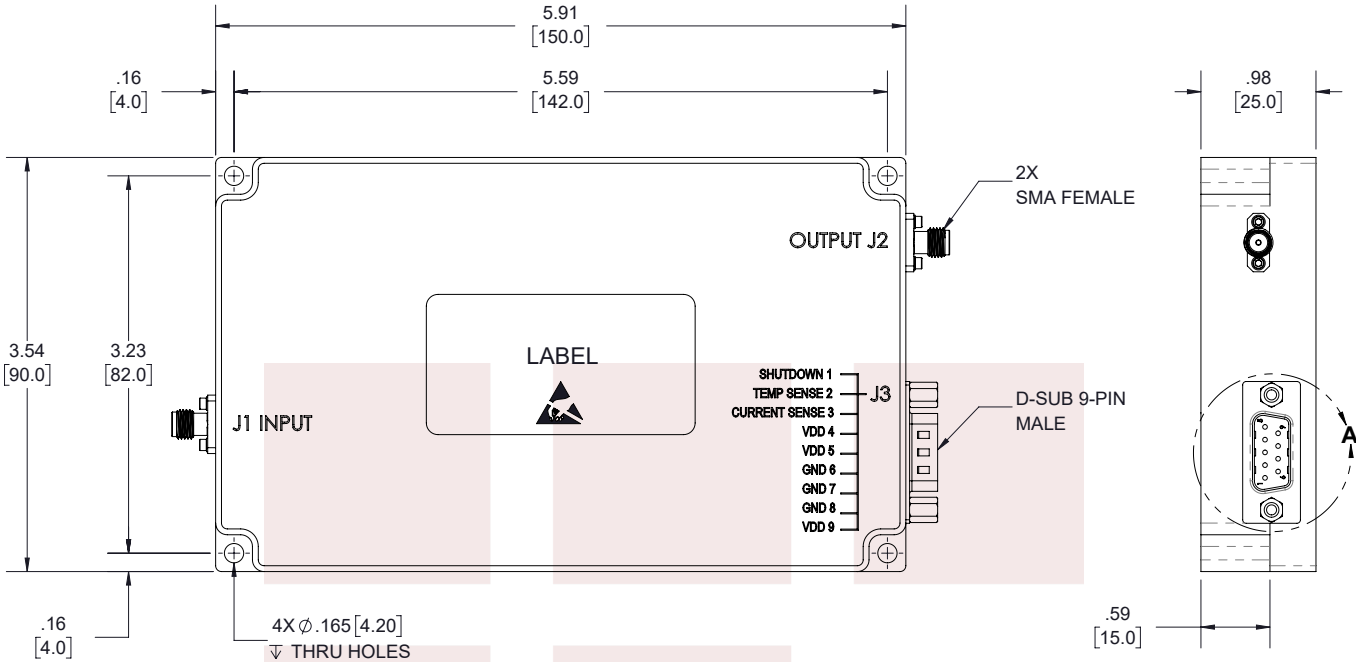 5.91
[150.0]
.16
[4.0]
5.59
[142.0]
.98
[25.0]
2X
SMA FEMALE
OUTPUT J2
3.54
[90.0]
3.23
[82.0]
LABEL
SHUTDOWN 1
TEMP SENSE 2
J3
CURRENT SENSE 3
VDD 4
VDD 5
GND 6
GND 7
GND 8
VDD 9
D-SUB 9-PIN
MALE
J1 INPUT
A
.16
[4.0]
4X ⌀ .165 [4.20]
↧ THRU HOLES
.59
[15.0]